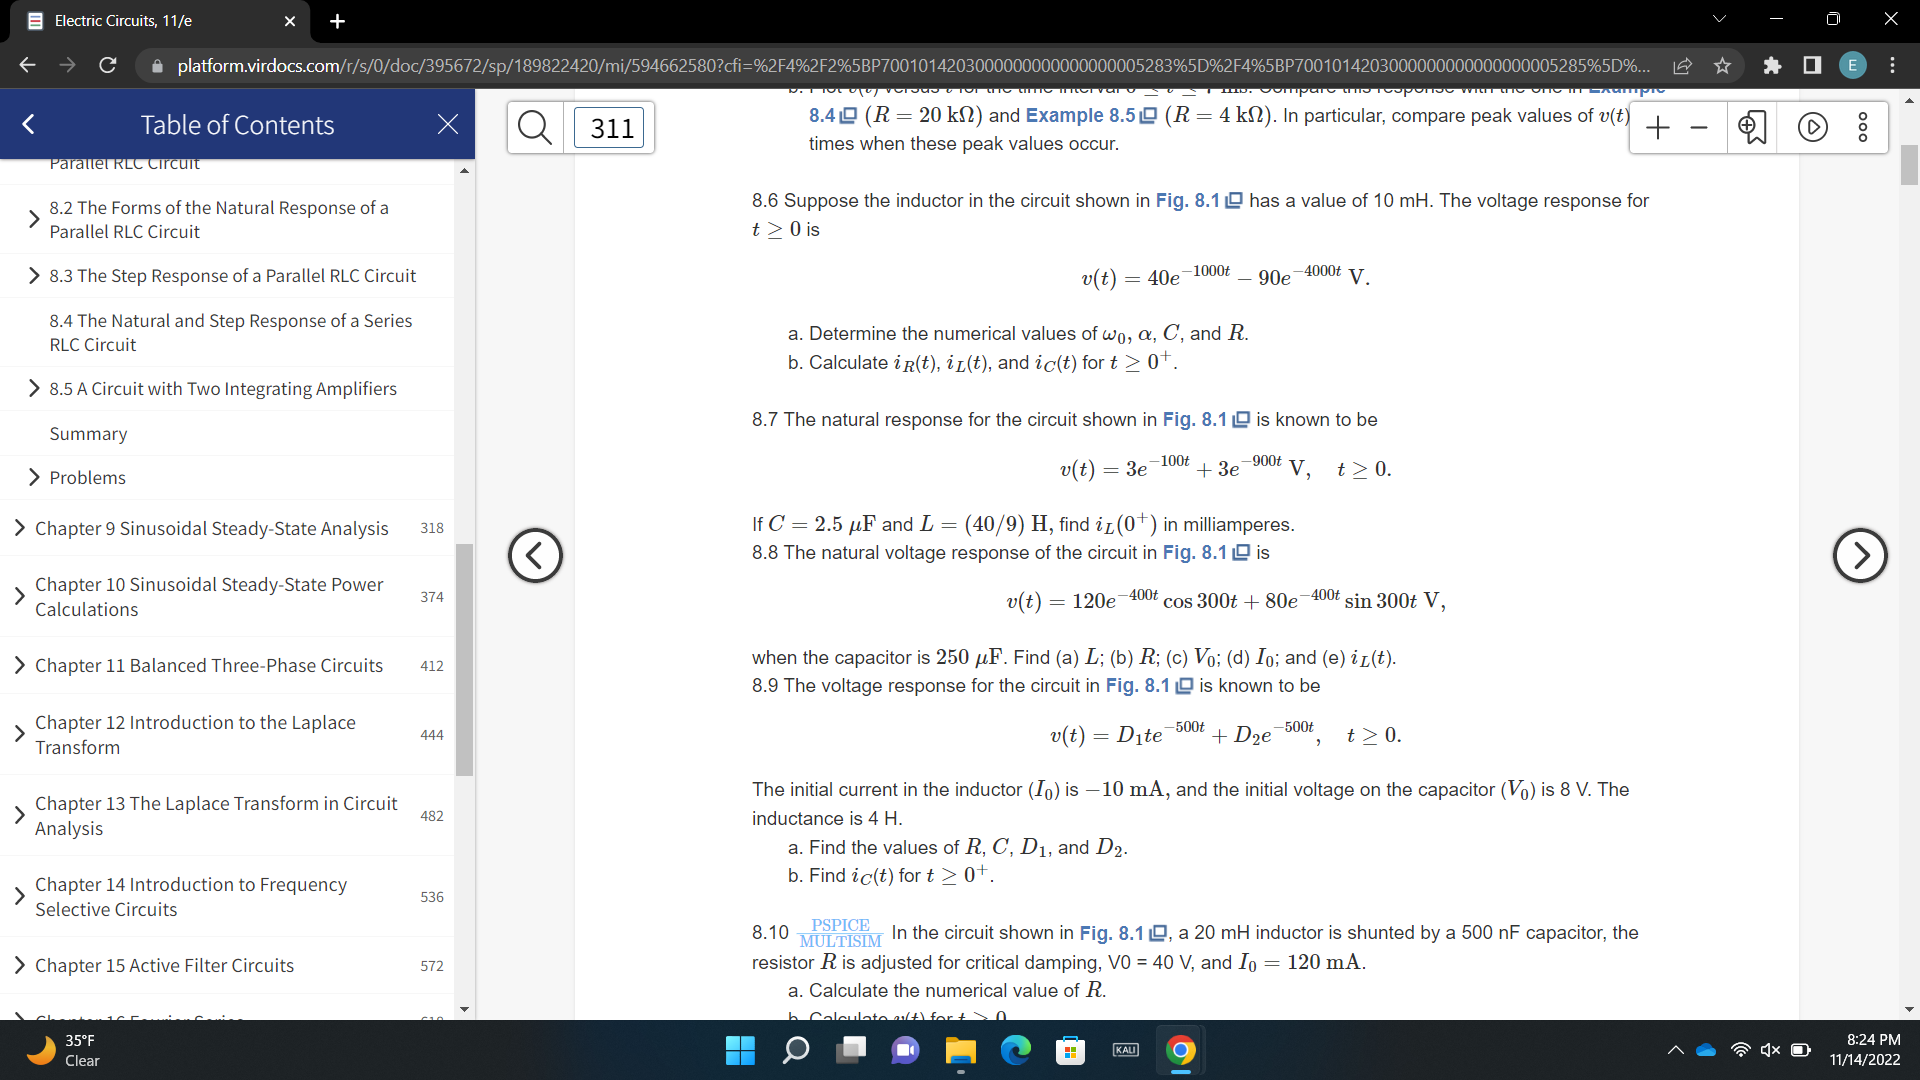 Electric Circuits, 11/e
platform.virdocs.com/r/s/0/doc/395672/sp/189822420/mi/594662580?cfi=%2F4%2F2%25BP7001014203000000000000000005283%5D%2F4%5BP7001014203000000000000000005285%5D%...
E
Table of Contents
311
Parallel RLC Circuit
8.2 The Forms of the Natural Response of a
Parallel RLC Circuit
8.3 The Step Response of a Parallel RLC Circuit
8.4 The Natural and Step Response of a Series
RLC Circuit
8.5 A Circuit with Two Integrating Amplifiers
Summary
Problems
Chapter 9 Sinusoidal Steady-State Analysis 318
Chapter 10 Sinusoidal Steady-State Power
Calculations 374
Chapter 11 Balanced Three-Phase Circuits 412
Chapter 12 Introduction to the Laplace
Transform 444
Chapter 13 The Laplace Transform in Circuit
Analysis 482
Chapter 14 Introduction to Frequency
Selective Circuits 536
Chapter 15 Active Filter Circuits 572
8.4 (R = 20 kΩ) and Example 8.5 (R = 4 kΩ). In particular, compare peak values of v(t)
times when these peak values occur.
8.6 Suppose the inductor in the circuit shown in Fig. 8.1 has a value of 10 mH. The voltage response for
t ≥ 0 is
v(t) = 40e^−1000t − 90e^−4000t V.
a. Determine the numerical values of ω₀, α, C, and R.
b. Calculate i_R(t), i_L(t), and i_C(t) for t ≥ 0⁺.
8.7 The natural response for the circuit shown in Fig. 8.1 is known to be
v(t) = 3e^−100t + 3e^−900t V, t ≥ 0.
If C = 2.5 μF and L = (40/9) H, find i_L(0⁺) in milliamperes.
8.8 The natural voltage response of the circuit in Fig. 8.1 is
v(t) = 120e^−400t cos 300t + 80e^−400t sin 300t V,
when the capacitor is 250 μF. Find (a) L; (b) R; (c) V₀; (d) I₀; and (e) i_L(t).
8.9 The voltage response for the circuit in Fig. 8.1 is known to be
v(t) = D₁te^−500t + D₂e^−500t, t ≥ 0.
The initial current in the inductor (I₀) is −10 mA, and the initial voltage on the capacitor (V₀) is 8 V. The
inductance is 4 H.
a. Find the values of R, C, D₁, and D₂.
b. Find i_C(t) for t ≥ 0⁺.
8.10 PSPICE MULTISIM In the circuit shown in Fig. 8.1, a 20 mH inductor is shunted by a 500 nF capacitor, the
resistor R is adjusted for critical damping, V0 = 40 V, and I₀ = 120 mA.
a. Calculate the numerical value of R.
b. Calculate v(t) for t ≥ 0
35°F
Clear
KALI
8:24 PM
11/14/2022